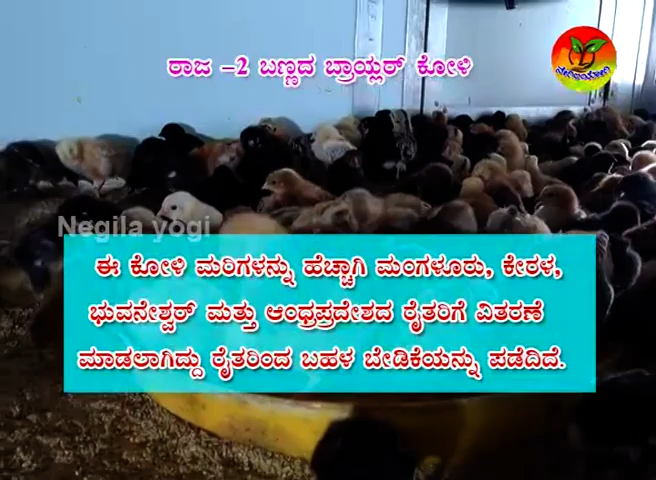 ರಾಜ -2 ಬಣ್ಣದ ಬ್ರಾಯ್ಲರ್ ಕೋಳಿ
ನೇಗಿಲಯೋಗಿ
Negila yogi
ಈ ಕೋಳಿ ಮರಿಗಳನ್ನು ಹೆಚ್ಚಾಗಿ ಮಂಗಳೂರು, ಕೇರಳ,
ಭುವನೇಶ್ವರ್ ಮತ್ತು ಆಂಧ್ರಪ್ರದೇಶದ ರೈತರಿಗೆ ವಿತರಣೆ
ಮಾಡಲಾಗಿದ್ದು ರೈತರಿಂದ ಬಹಳ ಬೇಡಿಕೆಯನ್ನು ಪಡೆದಿದೆ.